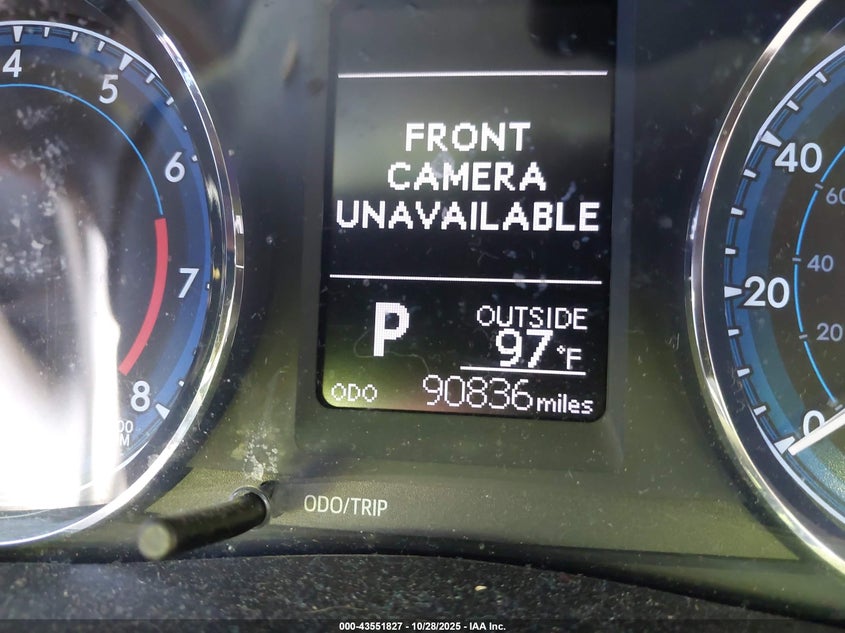 4
5
6
7
8
FRONT
CAMERA
UNAVAILABLE
P
OUTSIDE
97°F
ODO 90836 miles
ODO/TRIP
40
20
0
60
40
20
000-43551827 - 10/28/2025 - IAA Inc.